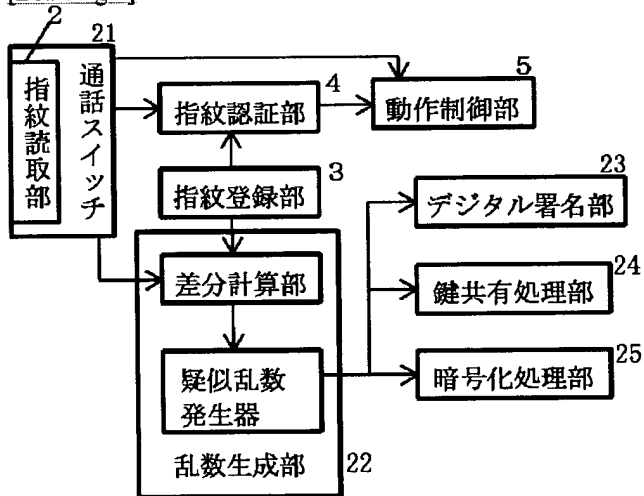 2
21
指紋読取部
通話スイッチ
4
指紋認証部
5
動作制御部
3
指紋登録部
23
デジタル署名部
差分計算部
24
鍵共有処理部
疑似乱数
発生器
25
暗号化処理部
乱数生成部
22